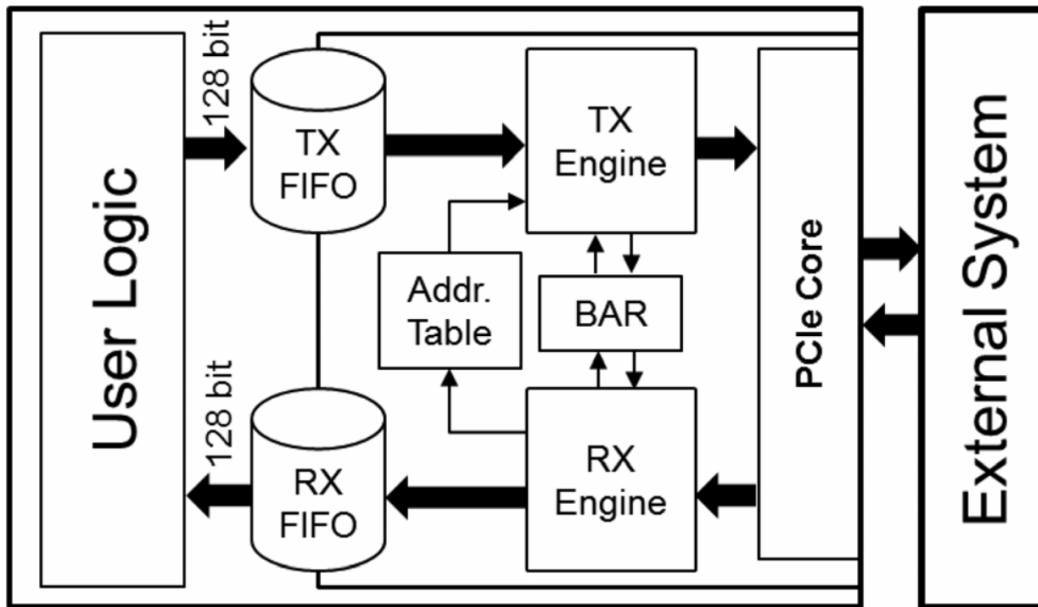 User Logic
128 bit
TX
FIFO
TX
Engine
Addr.
Table
BAR
128 bit
RX
FIFO
RX
Engine
PCIe Core
External System